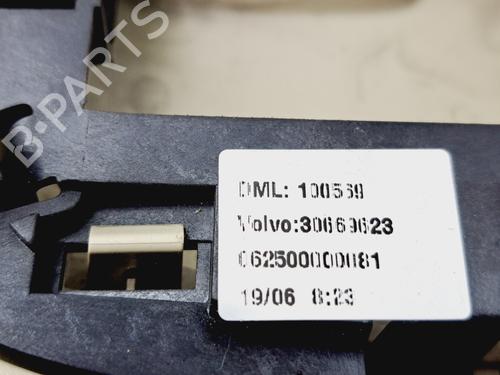 B-PARTS
DML: 100569
Volvo:30669623
062500000081
19/06 8:23